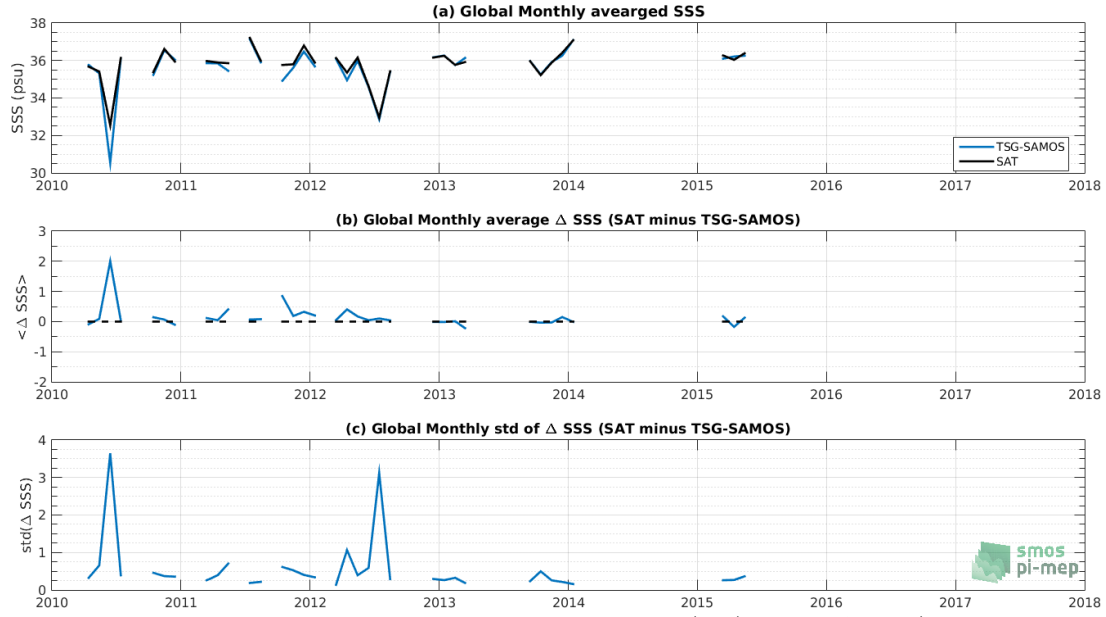 (a) Global Monthly avearged SSS
38
36
34
32
30
SSS (psu)
TSG-SAMOS
SAT
2010 2011 2012 2013 2014 2015 2016 2017 2018
(b) Global Monthly average Δ SSS (SAT minus TSG-SAMOS)
3
2
1
0
-1
-2
<Δ SSS>
2010 2011 2012 2013 2014 2015 2016 2017 2018
(c) Global Monthly std of Δ SSS (SAT minus TSG-SAMOS)
4
3
2
1
0
std(Δ SSS)
smos
pi-mep
2010 2011 2012 2013 2014 2015 2016 2017 2018